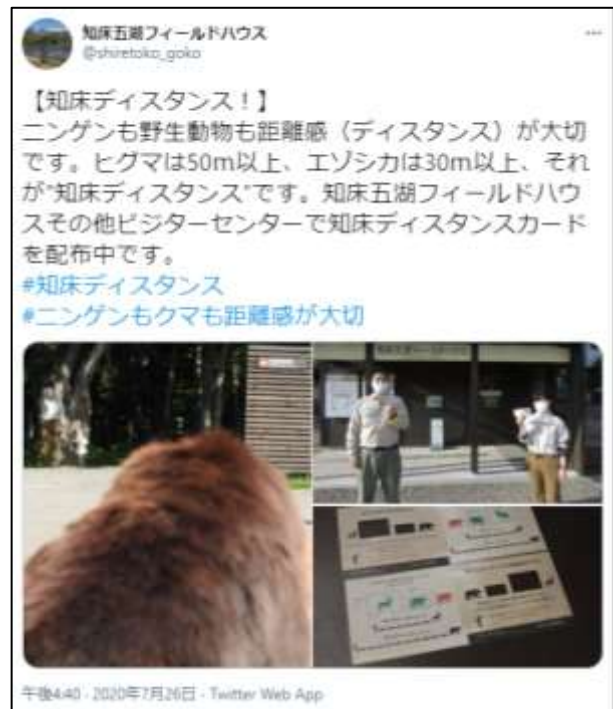 知床五湖フィールドハウス
@shiretoko_goko
【知床ディスタンス！】
ニンゲンも野生動物も距離感（ディスタンス）が大切
です。ヒグマは50m以上、エゾシカは30m以上、それ
が"知床ディスタンス"です。知床五湖フィールドハウ
スその他ビジターセンターで知床ディスタンスカード
を配布中です。
#知床ディスタンス
#ニンゲンもクマも距離感が大切
午後4:40 · 2020年7月26日 · Twitter Web App